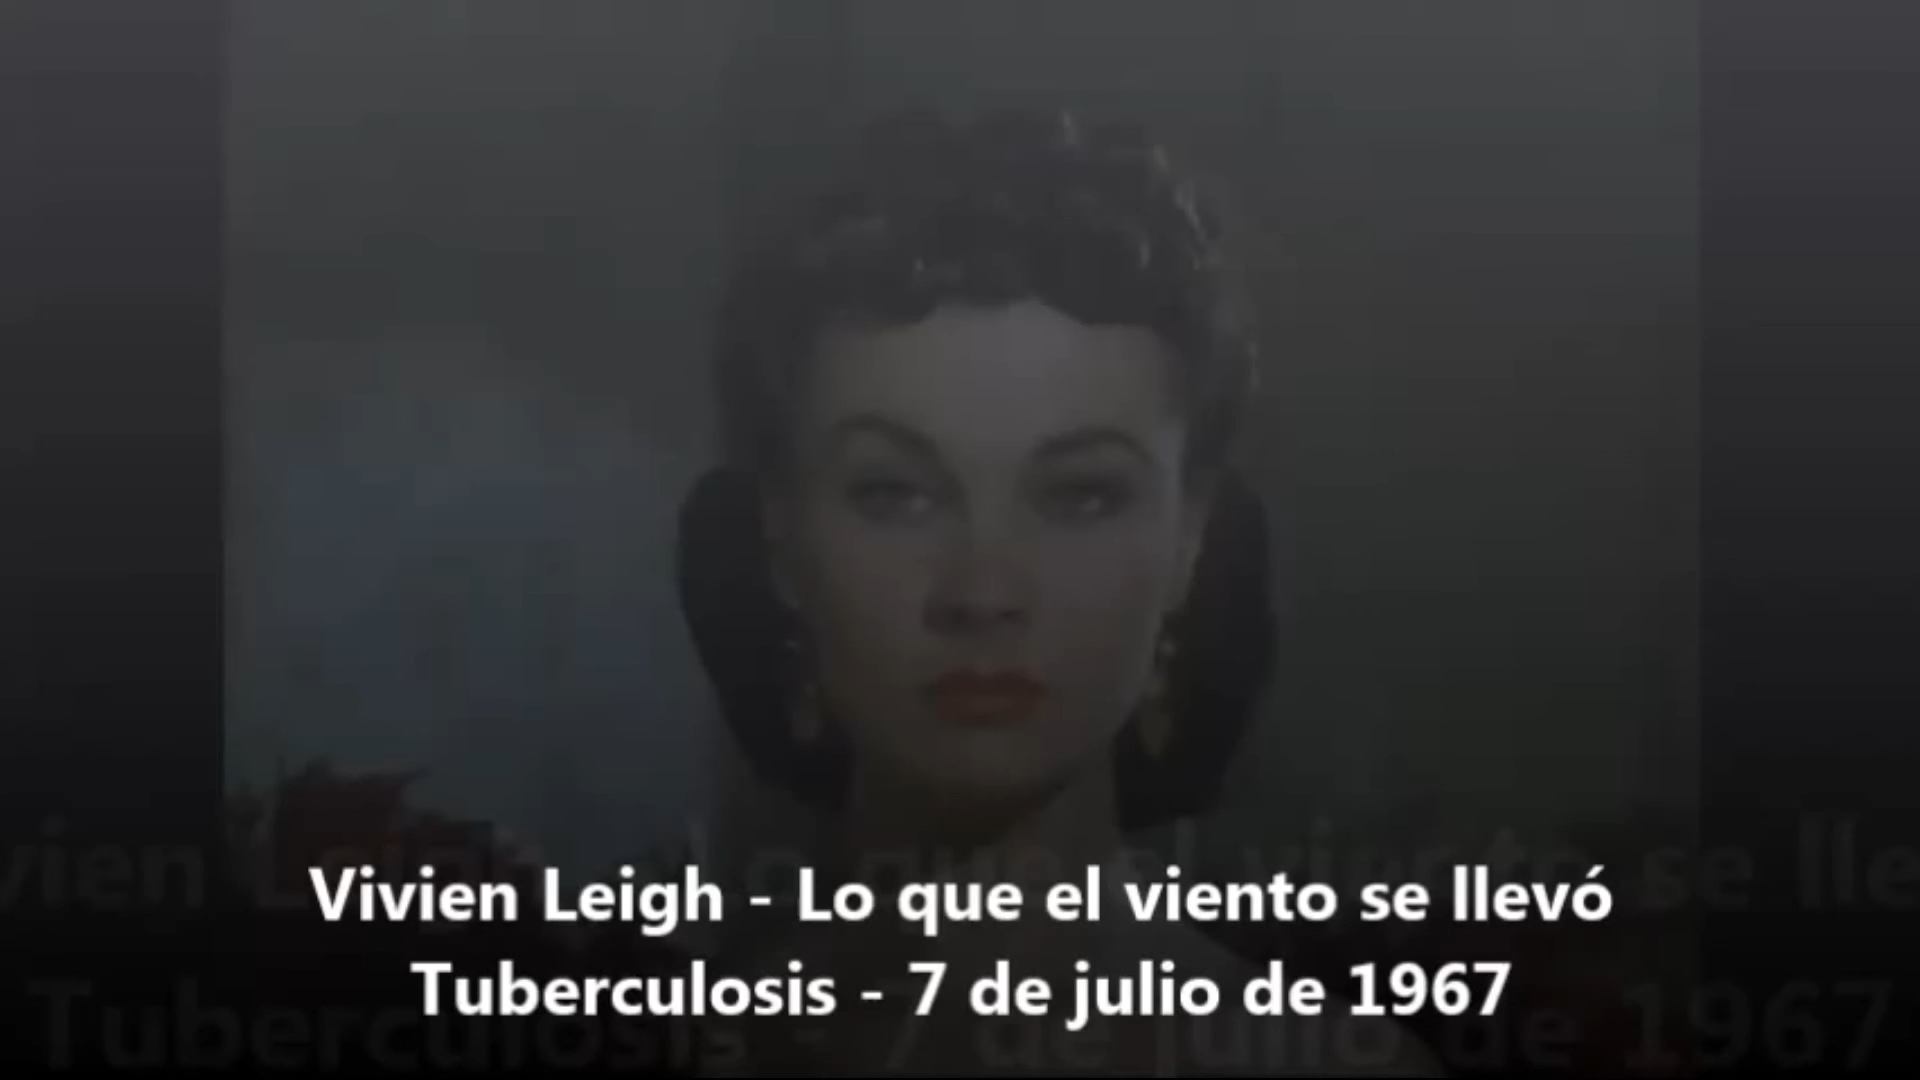 Vivien Leigh - Lo que el viento se llevó
Tuberculosis - 7 de julio de 1967